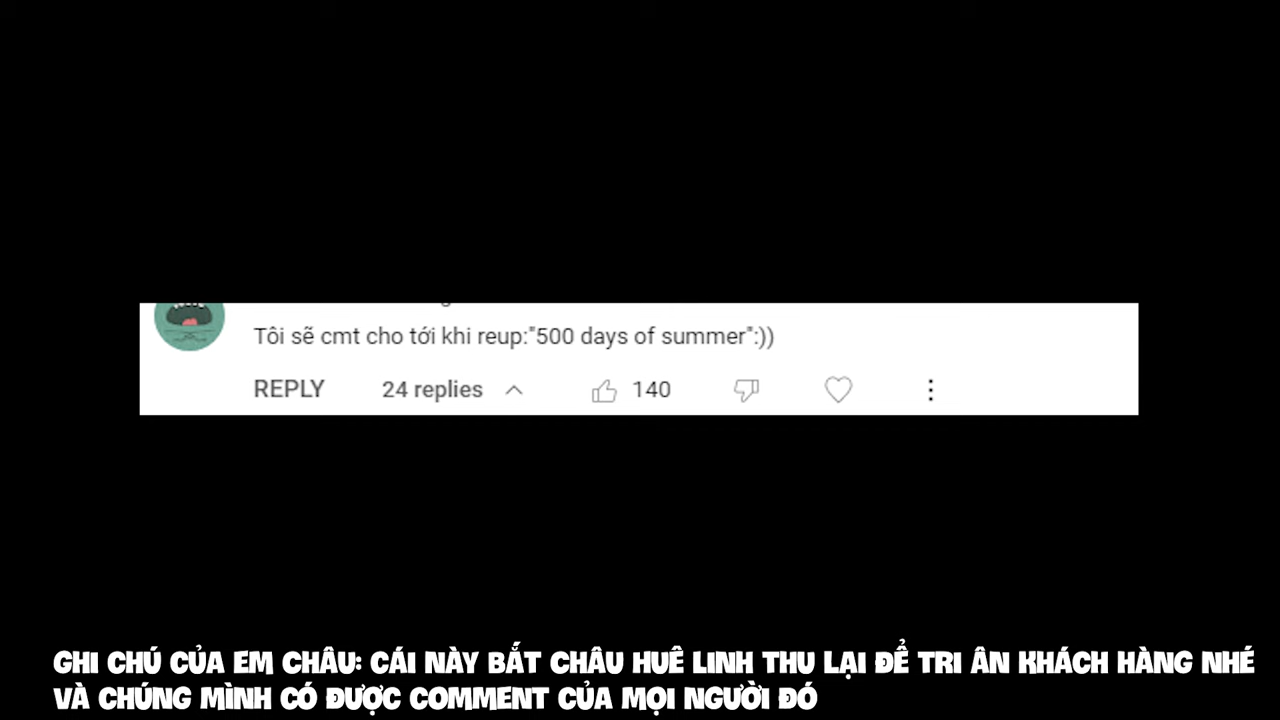 Tôi sẽ cmt cho tới khi reup:"500 days of summer":))
REPLY 24 replies 140
GHI CHÚ CỦA EM CHÂU: CÁI NÀY BẮT CHÂU HUÊ LINH THU LẠI ĐỂ TRI ÂN KHÁCH HÀNG NHÉ
VÀ CHÚNG MÌNH CÓ ĐƯỢC COMMENT CỦA MỌI NGƯỜI ĐÓ